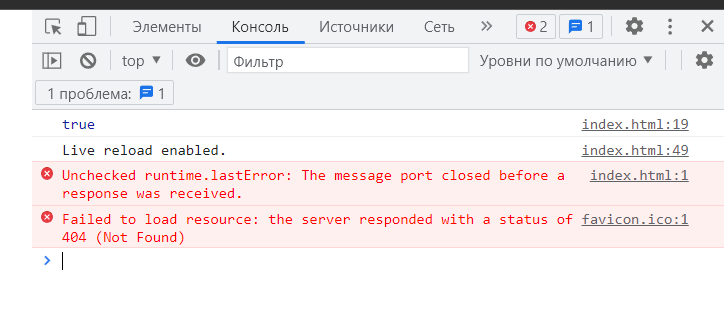 Элементы Консоль Источники Сеть » 2 1
top ▼ Фильтр Уровни по умолчанию ▼
1 проблема: 1
true index.html:19
Live reload enabled. index.html:49
Unchecked runtime.lastError: The message port closed before a index.html:1
response was received.
Failed to load resource: the server responded with a status of favicon.ico:1
404 (Not Found)